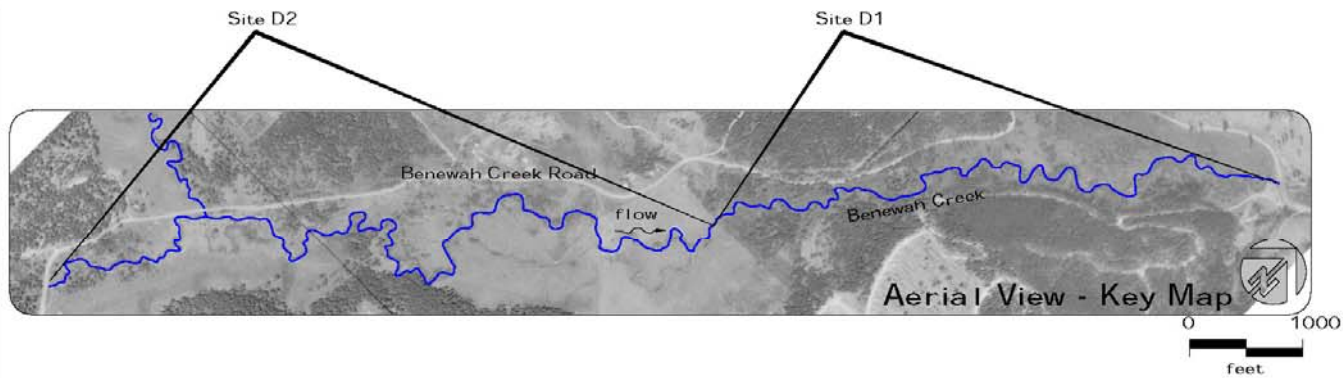 Site D2
Site D1
Benewah Creek Road
flow
Benewah Creek
Aerial View - Key Map
0 1000
feet